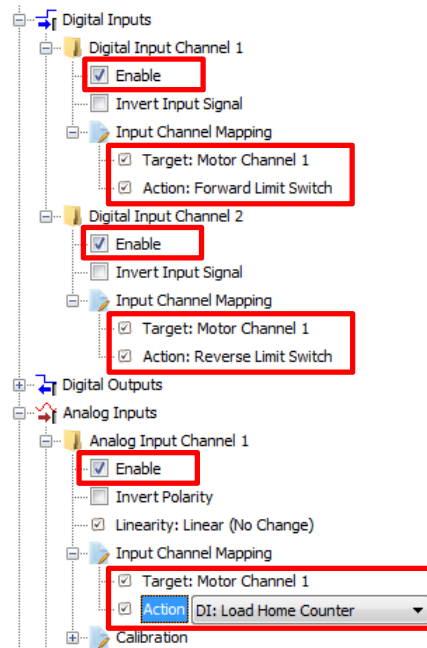 Digital Inputs
Digital Input Channel 1
Enable
Invert Input Signal
Input Channel Mapping
Target: Motor Channel 1
Action: Forward Limit Switch
Digital Input Channel 2
Enable
Invert Input Signal
Input Channel Mapping
Target: Motor Channel 1
Action: Reverse Limit Switch
Digital Outputs
Analog Inputs
Analog Input Channel 1
Enable
Invert Polarity
Linearity: Linear (No Change)
Input Channel Mapping
Target: Motor Channel 1
Action DI: Load Home Counter
Calibration